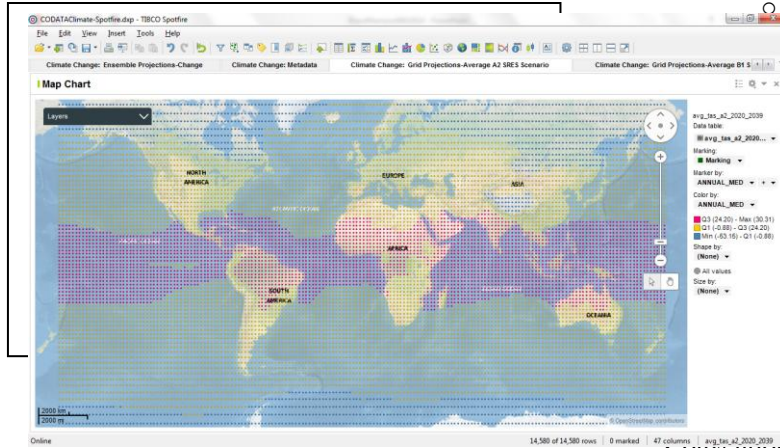 CODATAClimate-Spotfire.dxp - TIBCO Spotfire
File Edit View Insert Tools Help
Climate Change: Ensemble Projections-Change
Climate Change: Metadata
Climate Change: Grid Projections-Average A2 SRES Scenario
Climate Change: Grid Projections-Average B1 S
Map Chart
Layers
NORTH
AMERICA
EUROPE
ASIA
ATLANTIC OCEAN
PACIFIC OCEAN
AFRICA
SOUTH
AMERICA
OCEANIA
2000 km
2000 m
© OpenStreetMap contributors
avg_tas_a2_2020_2039
Data table:
avg_tas_a2_2020...
Marking:
Marking
Marker by:
ANNUAL_MED
Color by:
ANNUAL_MED
Q3 (24.20) - Max (30.31)
Q1 (-0.88) - Q3 (24.20)
Min (-53.16) - Q1 (-0.88)
Shape by:
(None)
All values
Size by:
(None)
Online
14,580 of 14,580 rows
0 marked
47 columns
avg_tas_a2_2020_2039